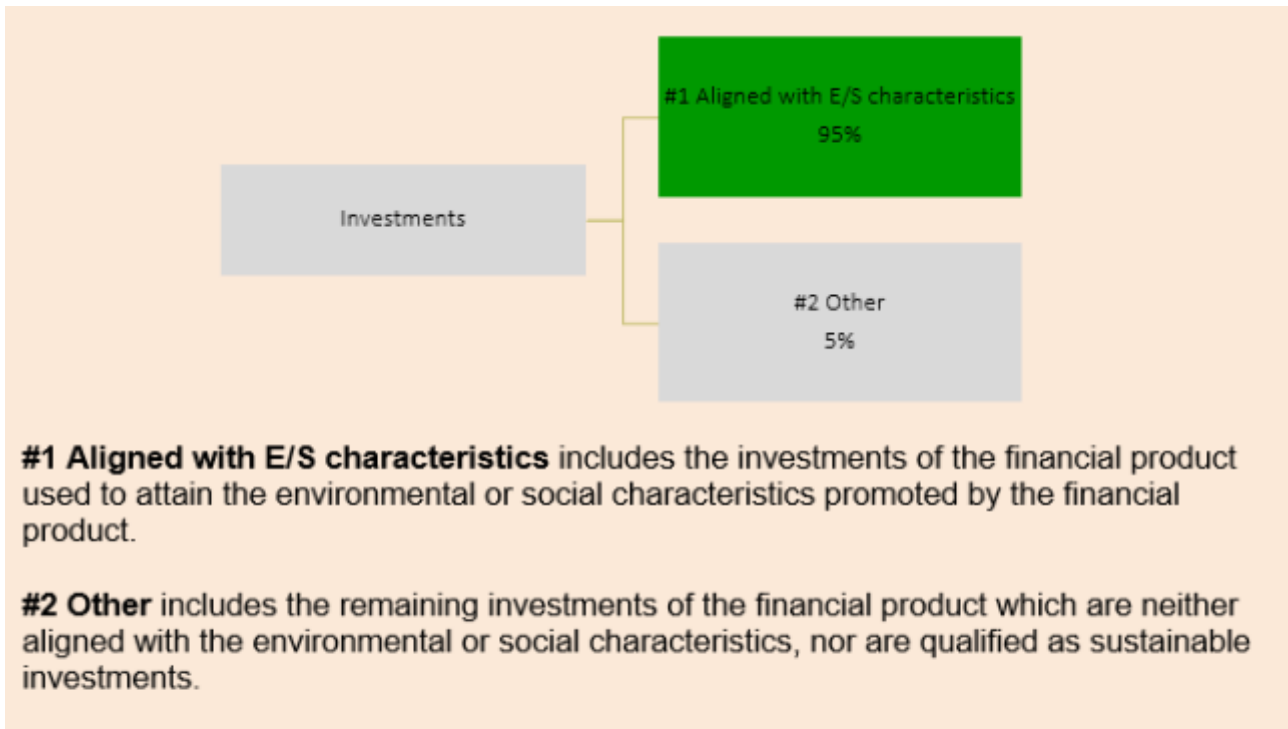 #1 Aligned with E/S characteristics
95%
Investments
#2 Other
5%
#1 Aligned with E/S characteristics includes the investments of the financial product
used to attain the environmental or social characteristics promoted by the financial
product.
#2 Other includes the remaining investments of the financial product which are neither
aligned with the environmental or social characteristics, nor are qualified as sustainable
investments.